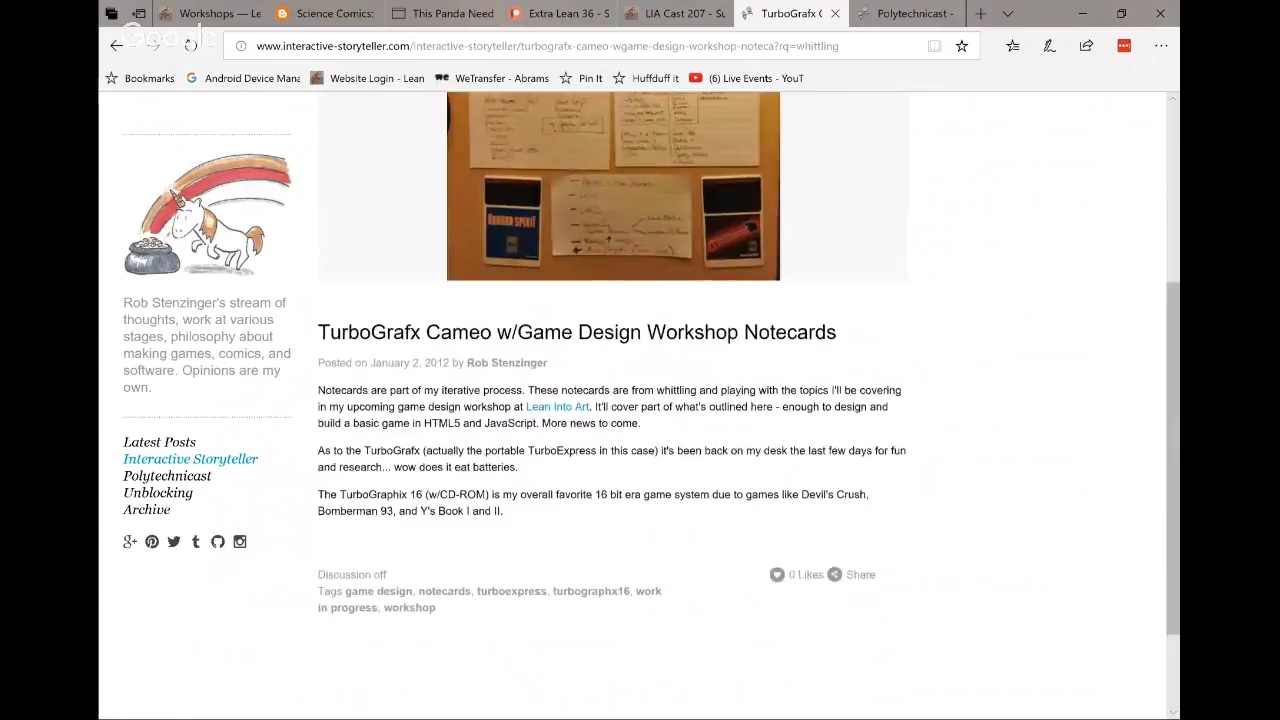 Workshops —
Science Comics:
This Panda Need
Extra Lean 36 - S
LIA Cast 207 - S
TurboGrafx C
Polytechnicast -
Google
www.interactive-storyteller.com/interactive-storyteller/turbografx-cameo-wgame-design-workshop-noteca?rq=whittling
Bookmarks
Android Device Mana
Website Login - Lean
WeTransfer - Abrams
Pin It
Huffduff it
(6) Live Events - YouT
Rob Stenzinger's stream of
thoughts, work at various
stages, philosophy about
making games, comics, and
software. Opinions are my
own.
Latest Posts
Interactive Storyteller
Polytechnicast
Unblocking
Archive
TurboGrafx Cameo w/Game Design Workshop Notecards
Posted on January 2, 2012 by Rob Stenzinger
Notecards are part of my iterative process. These notecards are from whittling and playing with the topics I'll be covering
in my upcoming game design workshop at Lean Into Art. It'll cover part of what's outlined here - enough to design and
build a basic game in HTML5 and JavaScript. More news to come.
As to the TurboGrafx (actually the portable TurboExpress in this case) it's been back on my desk the last few days for fun
and research... wow does it eat batteries.
The TurboGraphix 16 (w/CD-ROM) is my overall favorite 16 bit era game system due to games like Devil's Crush,
Bomberman 93, and Y's Book I and II.
Discussion off
0 Likes
Share
Tags game design, notecards, turboexpress, turbographx16, work
in progress, workshop